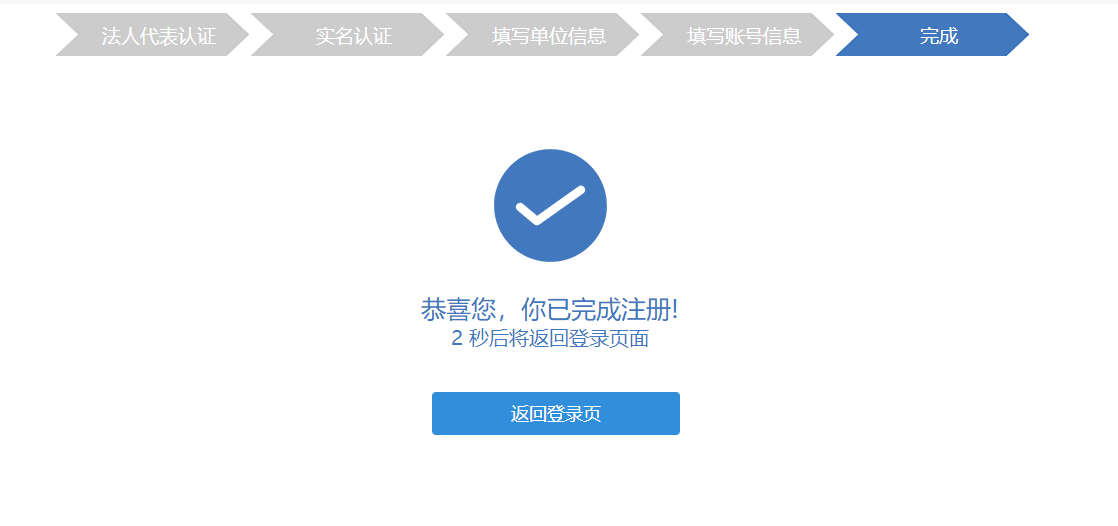 法人代表认证
实名认证
填写单位信息
填写账号信息
完成
恭喜您，你已完成注册!
2 秒后将返回登录页面
返回登录页